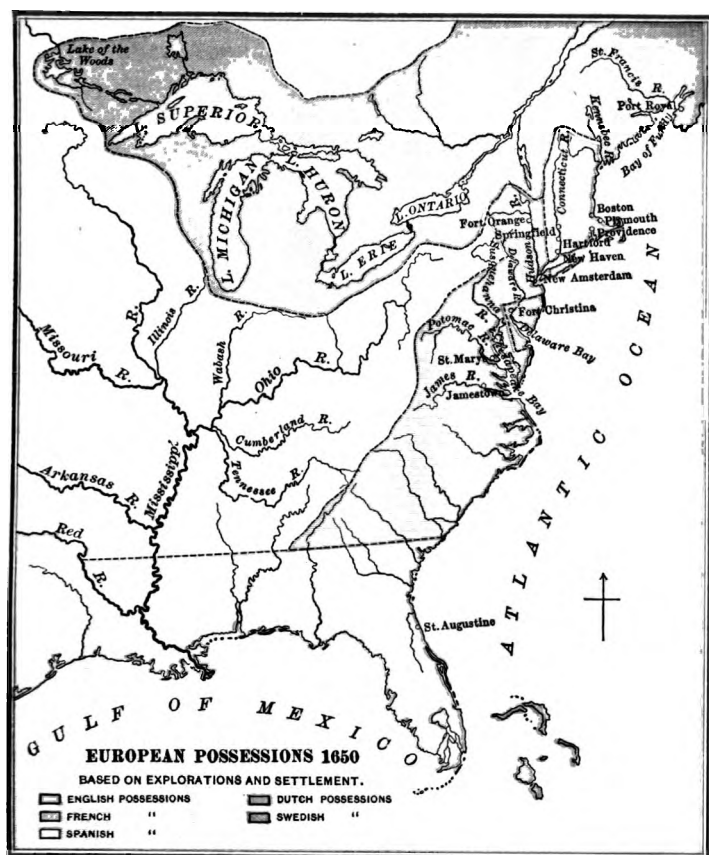 Lake of the
Woods
SUPERIOR
L. MICHIGAN
L. HURON
L. ONTARIO
L. ERIE
St. Francis
R.
Port Royal
Kennebec R.
Bay of Fundy
Connecticut R.
Boston
Plymouth
Providence
Fort Orange
Springfield
Hartford
New Haven
New Amsterdam
Hudson
R.
Susquehanna
R.
Delaware R.
Fort Christina
Delaware Bay
Potomac
R.
St. Marys
Chesapeake Bay
James R.
Jamestown
Missouri
R.
R.
Illinois
R.
Wabash
R.
Ohio
R.
Cumberland
R.
Tennessee
R.
Arkansas
R.
Mississippi
Red
R.
St. Augustine
ATLANTIC OCEAN
GULF OF MEXICO
EUROPEAN POSSESSIONS 1650
BASED ON EXPLORATIONS AND SETTLEMENT.
ENGLISH POSSESSIONS
DUTCH POSSESSIONS
FRENCH "
SWEDISH "
SPANISH "